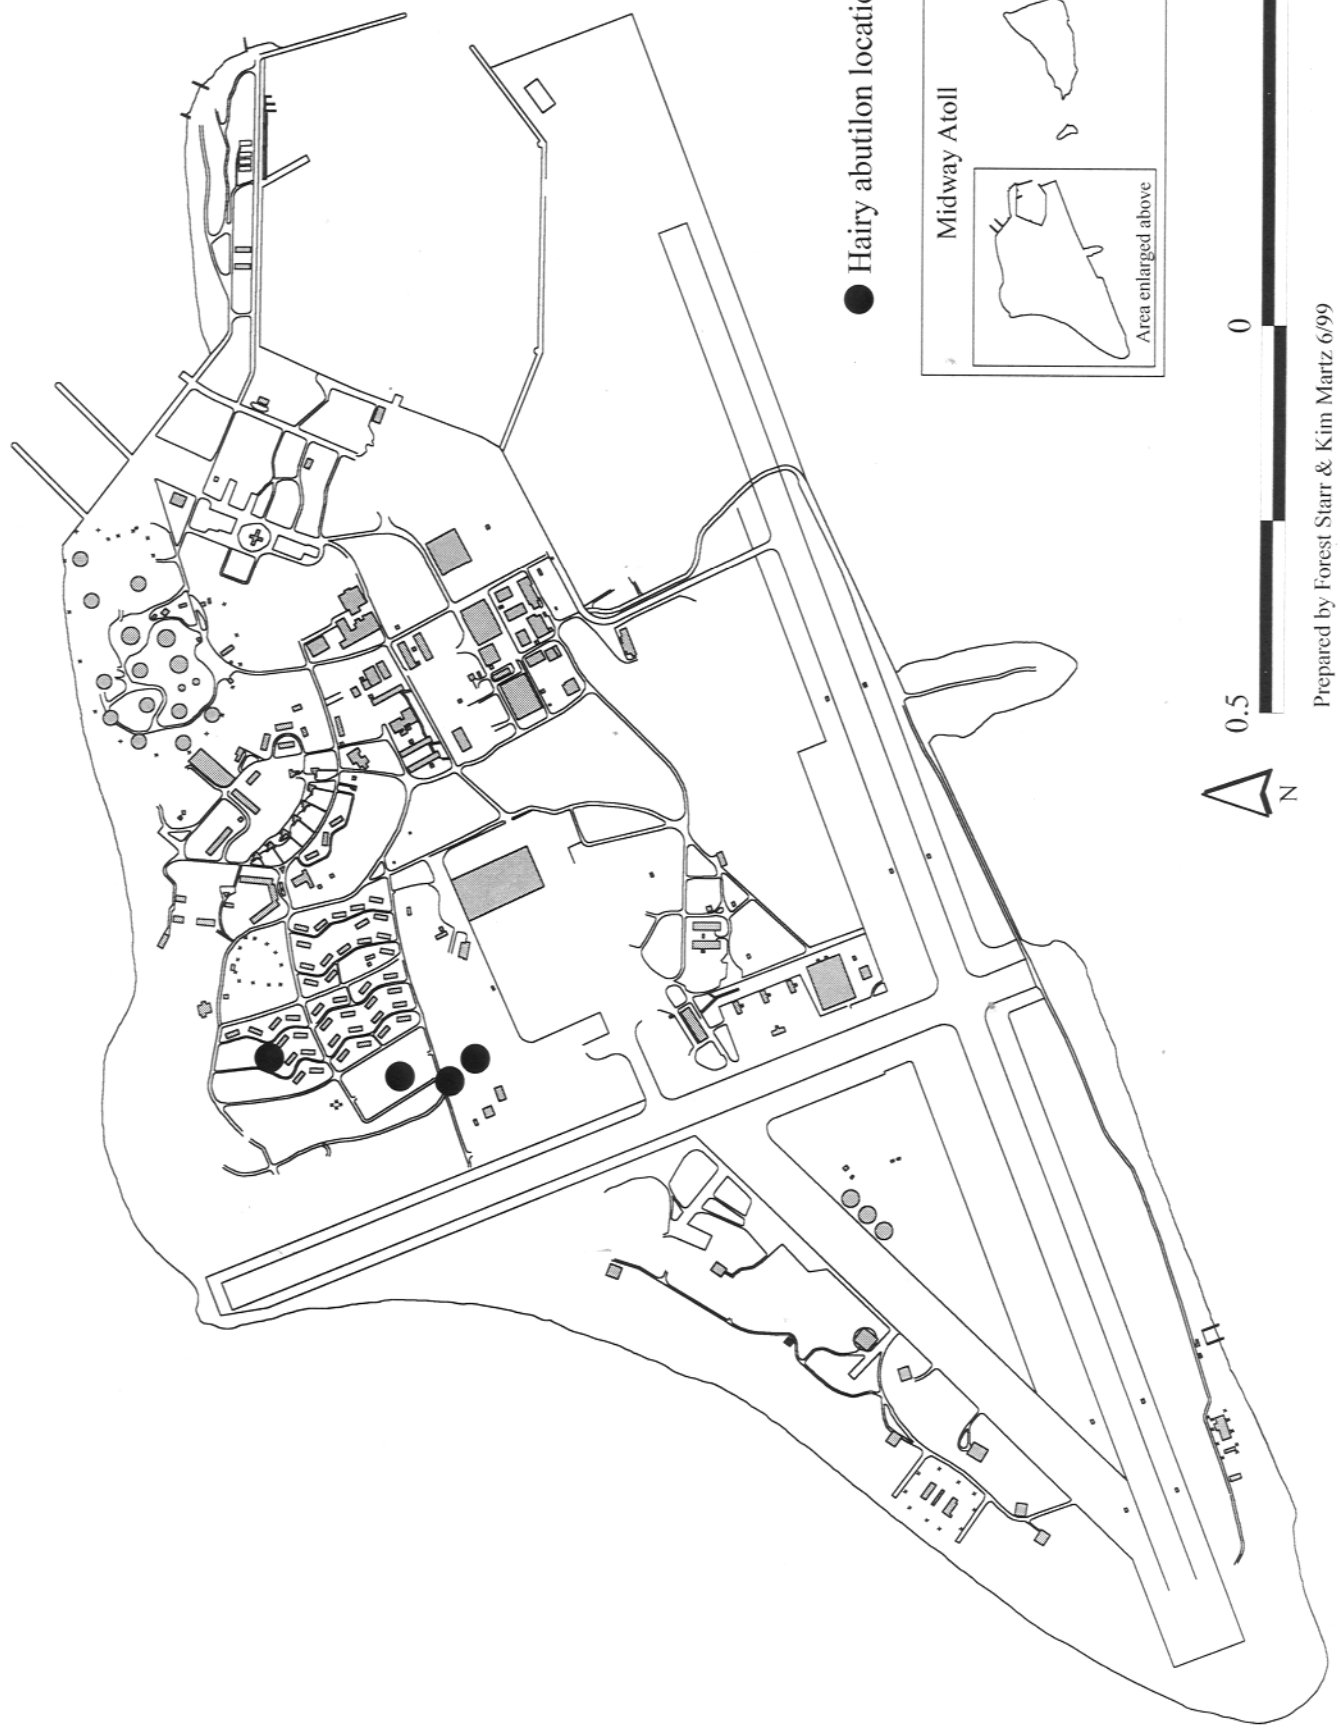 Hairy abutilon locatio
Midway Atoll
Area enlarged above
0.5
0
N
Prepared by Forest Starr & Kim Martz 6/99